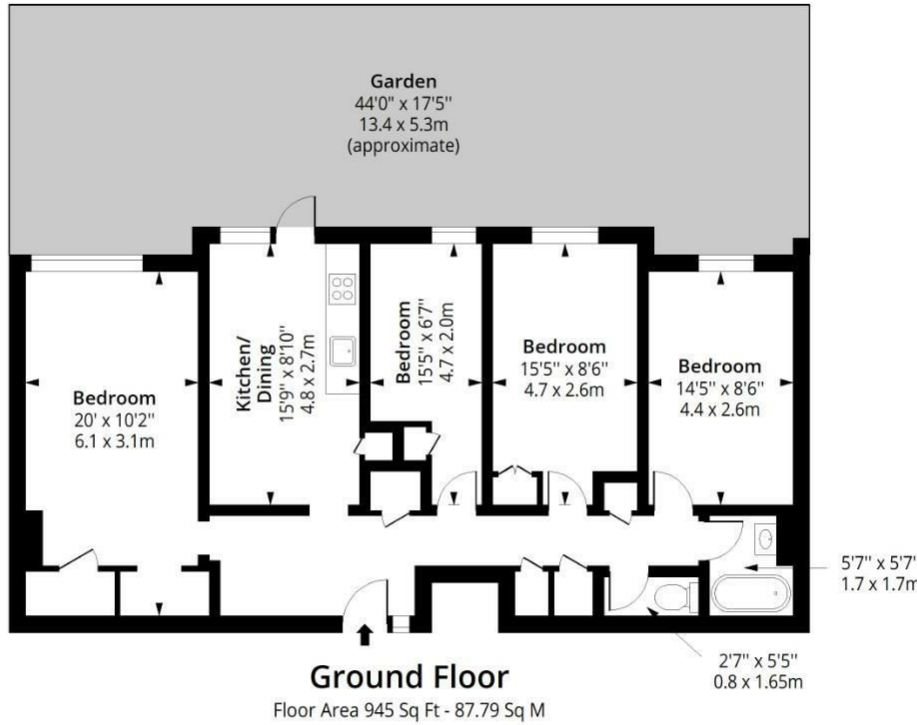 Garden
44'0" x 17'5"
13.4 x 5.3m
(approximate)
Bedroom
20' x 10'2"
6.1 x 3.1m
Kitchen/
Dining
15'9" x 8'10"
4.8 x 2.7m
Bedroom
15'5" x 6'7"
4.7 x 2.0m
Bedroom
15'5" x 8'6"
4.7 x 2.6m
Bedroom
14'5" x 8'6"
4.4 x 2.6m
5'7" x 5'7"
1.7 x 1.7m
2'7" x 5'5"
0.8 x 1.65m
Ground Floor
Floor Area 945 Sq Ft - 87.79 Sq M